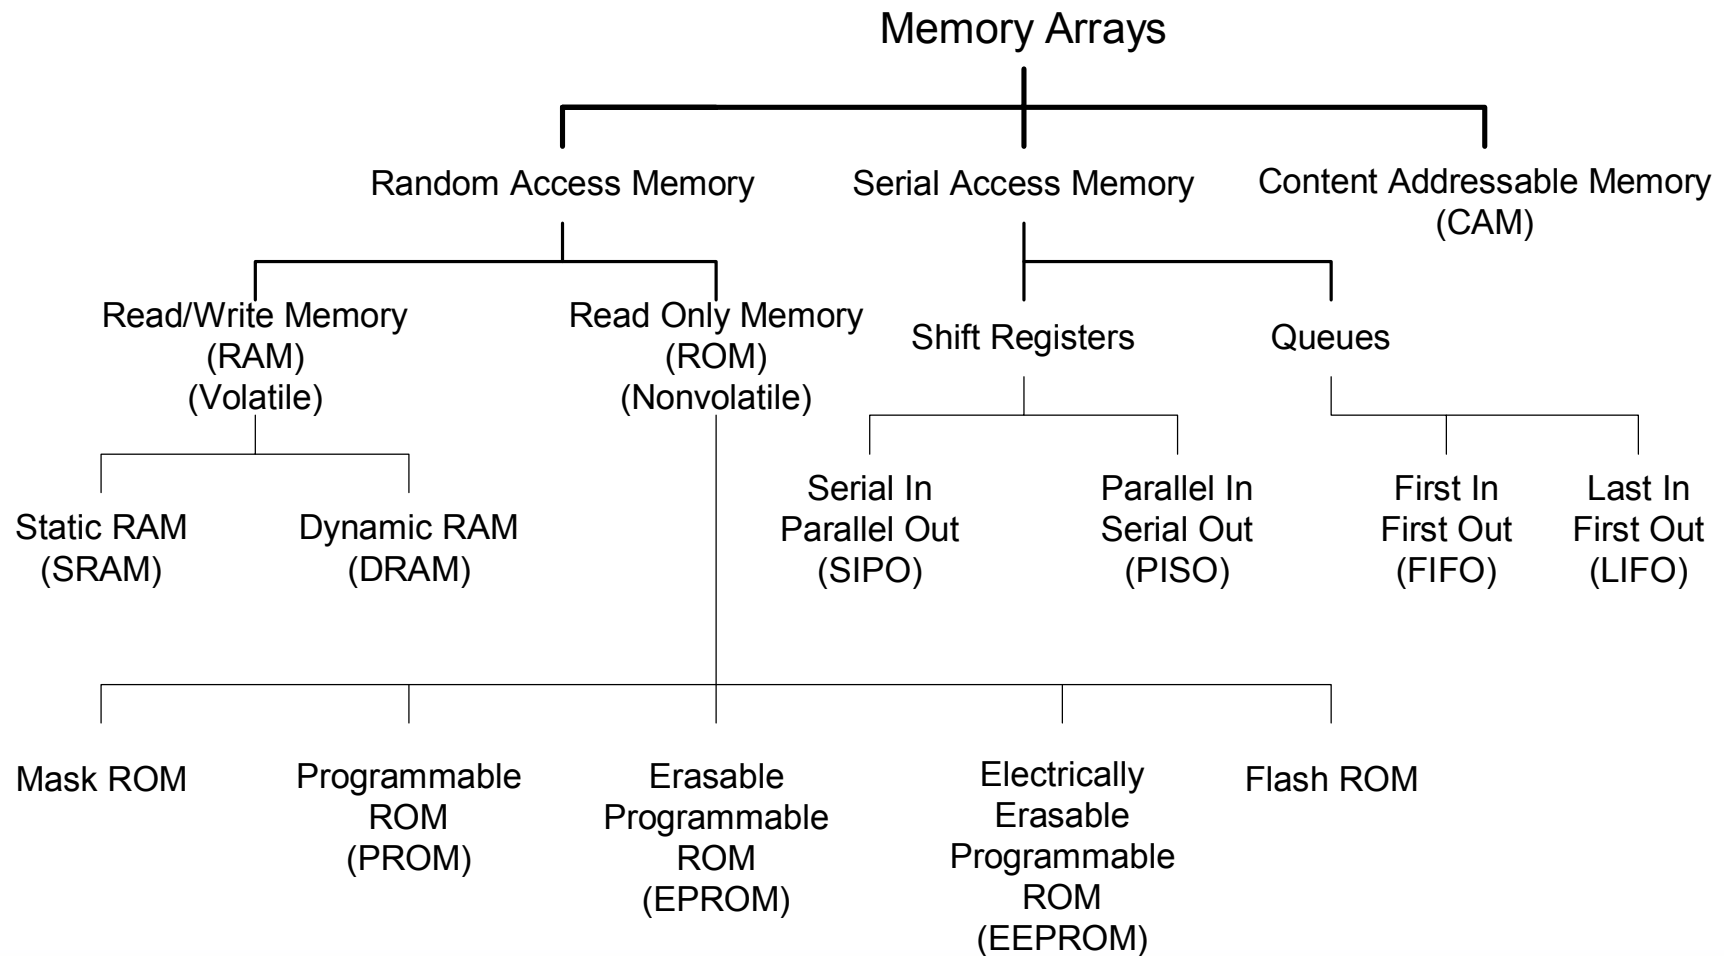 Memory Arrays
Random Access Memory
Serial Access Memory
Content Addressable Memory
(CAM)
Read/Write Memory
(RAM)
(Volatile)
Read Only Memory
(ROM)
(Nonvolatile)
Shift Registers
Queues
Static RAM
(SRAM)
Dynamic RAM
(DRAM)
Serial In
Parallel Out
(SIPO)
Parallel In
Serial Out
(PISO)
First In
First Out
(FIFO)
Last In
First Out
(LIFO)
Mask ROM
Programmable
ROM
(PROM)
Erasable
Programmable
ROM
(EPROM)
Electrically
Erasable
Programmable
ROM
(EEPROM)
Flash ROM